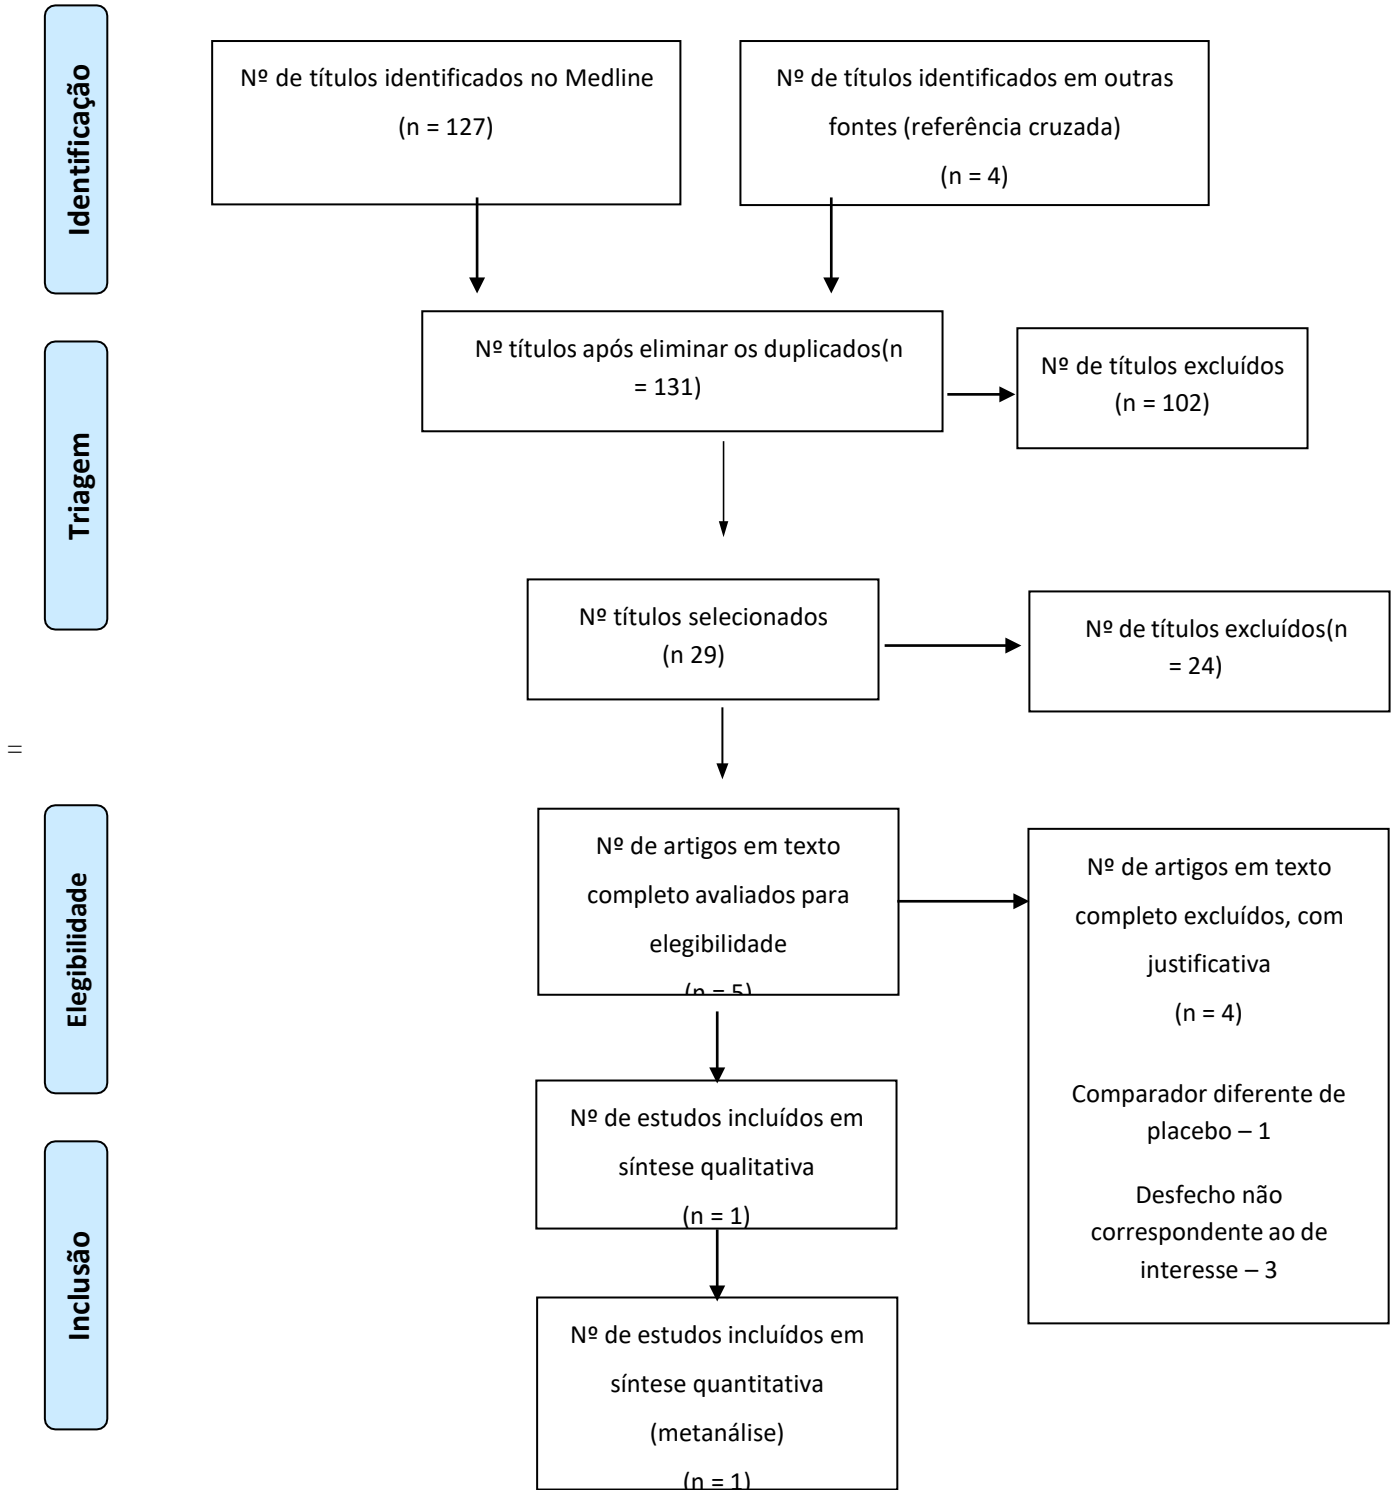 Identificação
Nº de títulos identificados no Medline
(n = 127)
Nº de títulos identificados em outras
fontes (referência cruzada)
(n = 4)
Triagem
Nº títulos após eliminar os duplicados(n
= 131)
Nº de títulos excluídos
(n = 102)
Nº títulos selecionados
(n 29)
Nº de títulos excluídos(n
= 24)
=
Elegibilidade
Nº de artigos em texto
completo avaliados para
elegibilidade
(n = 5)
Nº de artigos em texto
completo excluídos, com
justificativa
(n = 4)
Comparador diferente de
placebo – 1
Desfecho não
correspondente ao de
interesse – 3
Inclusão
Nº de estudos incluídos em
síntese qualitativa
(n = 1)
Nº de estudos incluídos em
síntese quantitativa
(metanálise)
(n = 1)